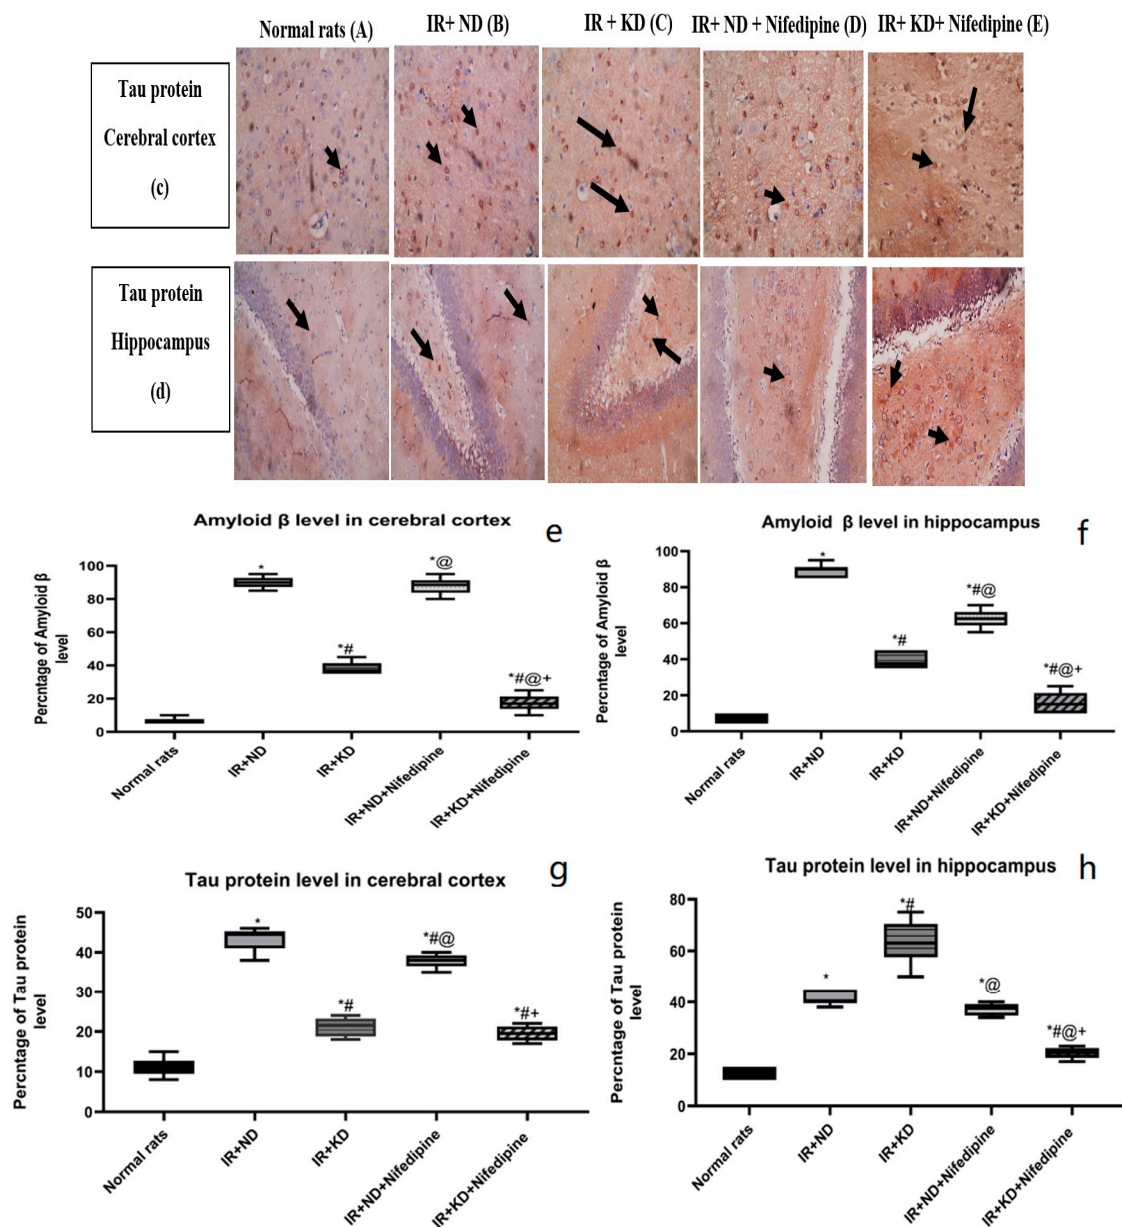 Normal rats (A)
IR+ ND (B)
IR + KD (C)
IR+ ND + Nifedipine (D)
IR+ KD+ Nifedipine (E)
Tau protein
Cerebral cortex
(c)
Tau protein
Hippocampus
(d)
Amyloid β level in cerebral cortex
e
Percntage of Amyloid β
level
100
80
60
40
20
0
*
*#
*@
*#@+
Normal rats
IR+ND
IR+KD
IR+ND+Nifedipine
IR+KD+Nifedipine
Amyloid β level in hippocampus
f
Percntage of Amyloid β
level
100
80
60
40
20
0
*
*#
*#@
*#@+
Normal rats
IR+ND
IR+KD
IR+ND+Nifedipine
IR+KD+Nifedipine
Tau protein level in cerebral cortex
g
Percntage of Tau protein
level
50
40
30
20
10
0
*
*#
*#@
*#+
Normal rats
IR+ND
IR+KD
IR+ND+Nifedipine
IR+KD+Nifedipine
Tau protein level in hippocampus
h
Percntage of Tau protein
level
80
60
40
20
0
*
*#
*@
*#@+
Normal rats
IR+ND
IR+KD
IR+ND+Nifedipine
IR+KD+Nifedipine